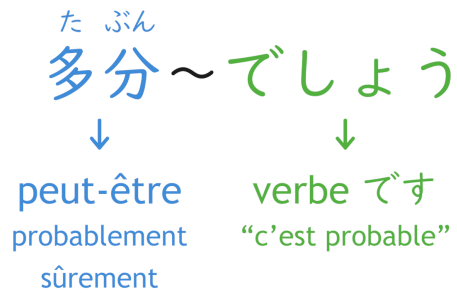 た ぶん
多分～でしょう
↓ ↓
peut-être verbe です
probablement “c’est probable”
sûrement